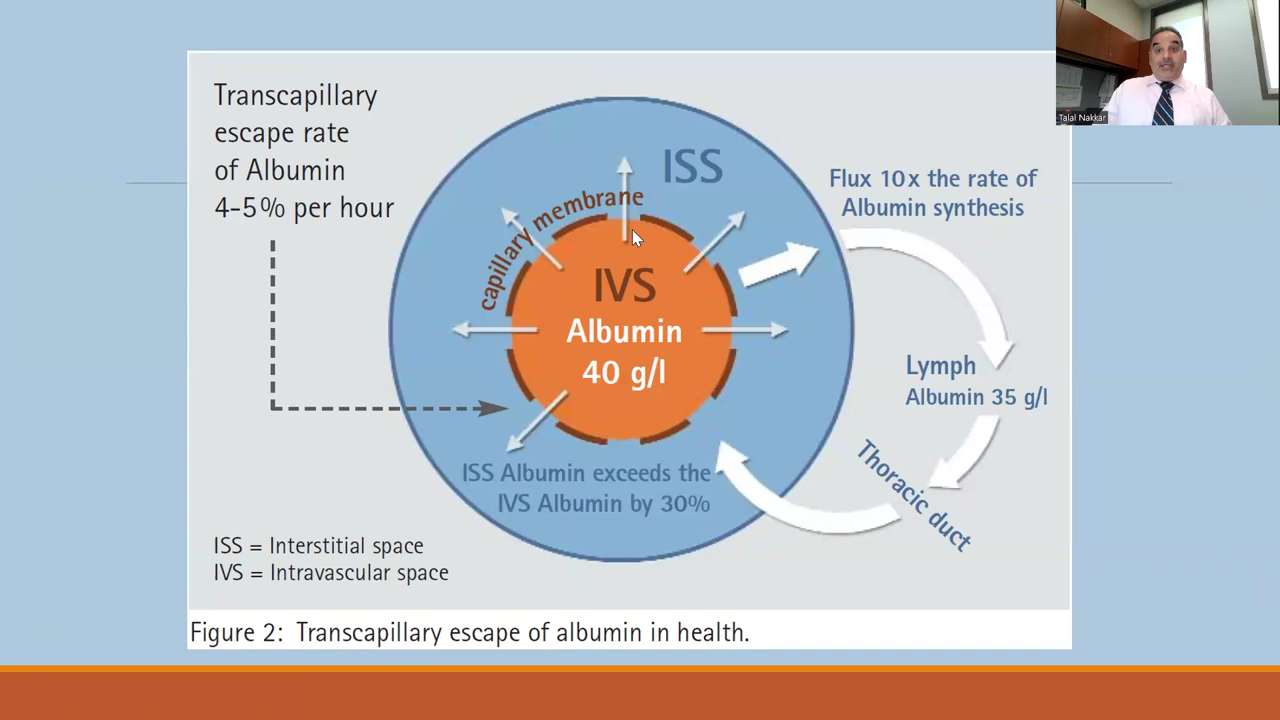 Transcapillary
escape rate
of Albumin
4-5% per hour
ISS
capillary membrane
IVS
Albumin
40 g/l
ISS Albumin exceeds the
IVS Albumin by 30%
Flux 10x the rate of
Albumin synthesis
Lymph
Albumin 35 g/l
Thoracic duct
ISS = Interstitial space
IVS = Intravascular space
Figure 2: Transcapillary escape of albumin in health.
Talal Nakkar